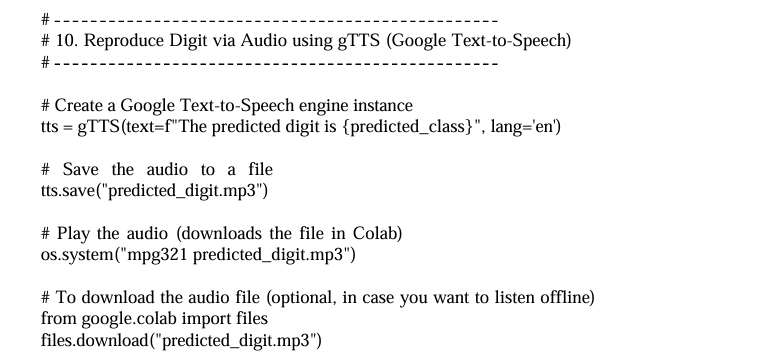 # -------------------------------------------------
# 10. Reproduce Digit via Audio using gTTS (Google Text-to-Speech)
# -------------------------------------------------
# Create a Google Text-to-Speech engine instance
tts = gTTS(text=f"The predicted digit is {predicted_class}", lang='en')
# Save the audio to a file
tts.save("predicted_digit.mp3")
# Play the audio (downloads the file in Colab)
os.system("mpg321 predicted_digit.mp3")
# To download the audio file (optional, in case you want to listen offline)
from google.colab import files
files.download("predicted_digit.mp3")